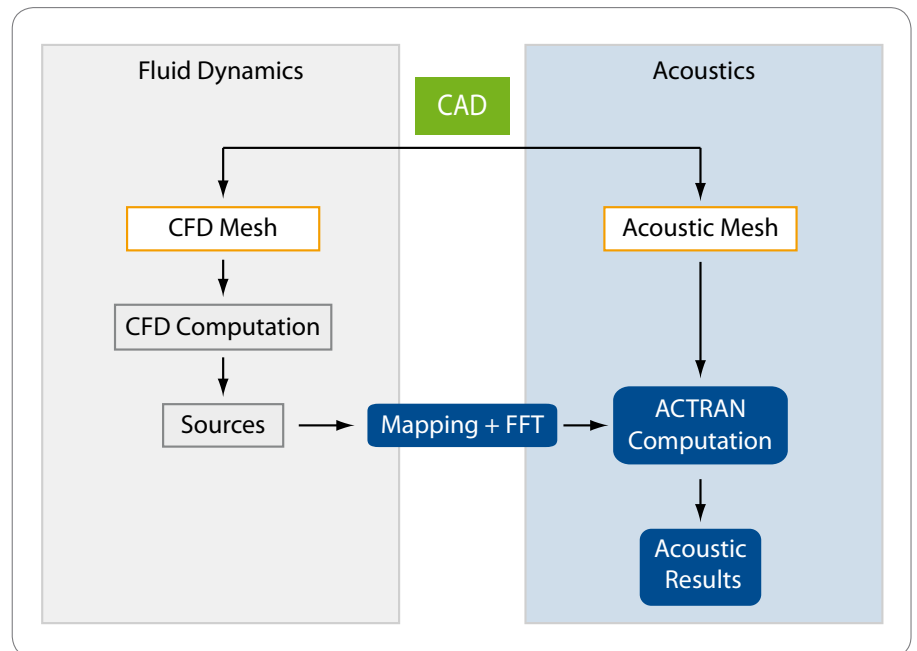 Fluid Dynamics
Acoustics
CAD
CFD Mesh
Acoustic Mesh
CFD Computation
Sources
Mapping + FFT
ACTRAN
Computation
Acoustic
Results